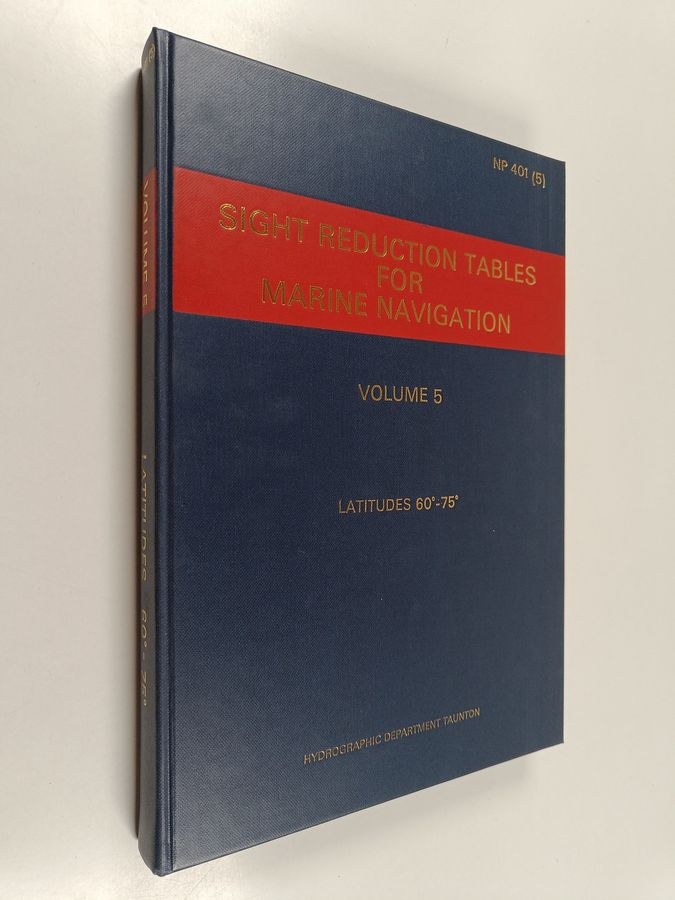 NP 401 (5)
SIGHT REDUCTION TABLES
FOR
MARINE NAVIGATION
VOLUME 5
LATITUDES 60°-75°
HYDROGRAPHIC DEPARTMENT TAUNTON
(5)
VOLUME 5
LATITUDES 60° - 75°